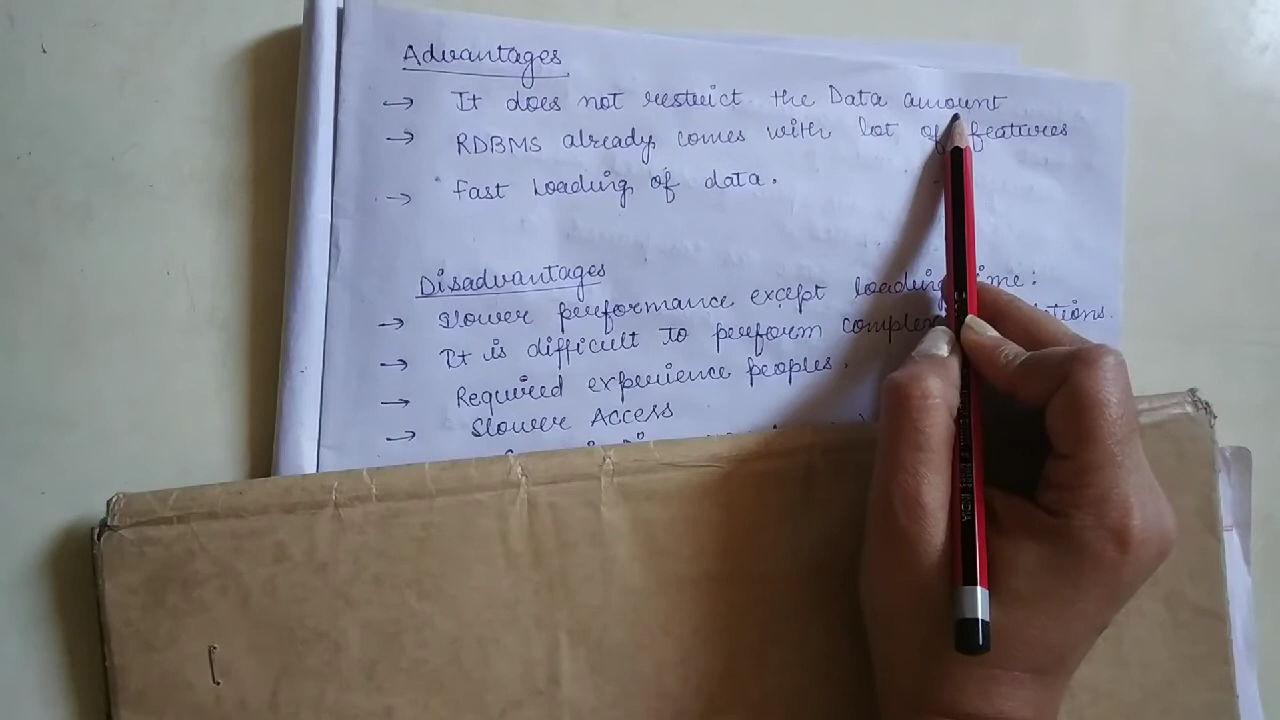 Advantages
→ It does not restrict the Data amount
→ RDBMS already comes with lot of features
→ Fast Loading of data.
Disadvantages
→ Slower performance except loading time:
→ It is difficult to perform complex
→ Required experience peoples.
→ Slower Access
INDIA